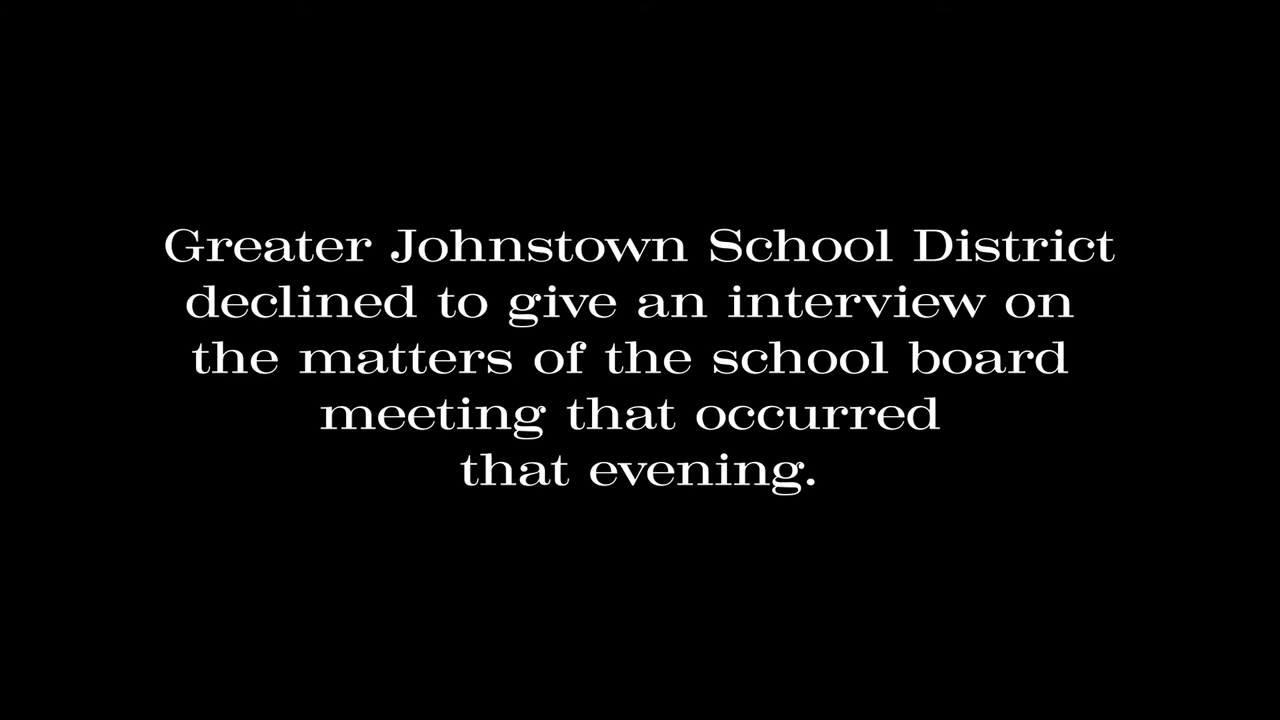 Greater Johnstown School District
declined to give an interview on
the matters of the school board
meeting that occurred
that evening.